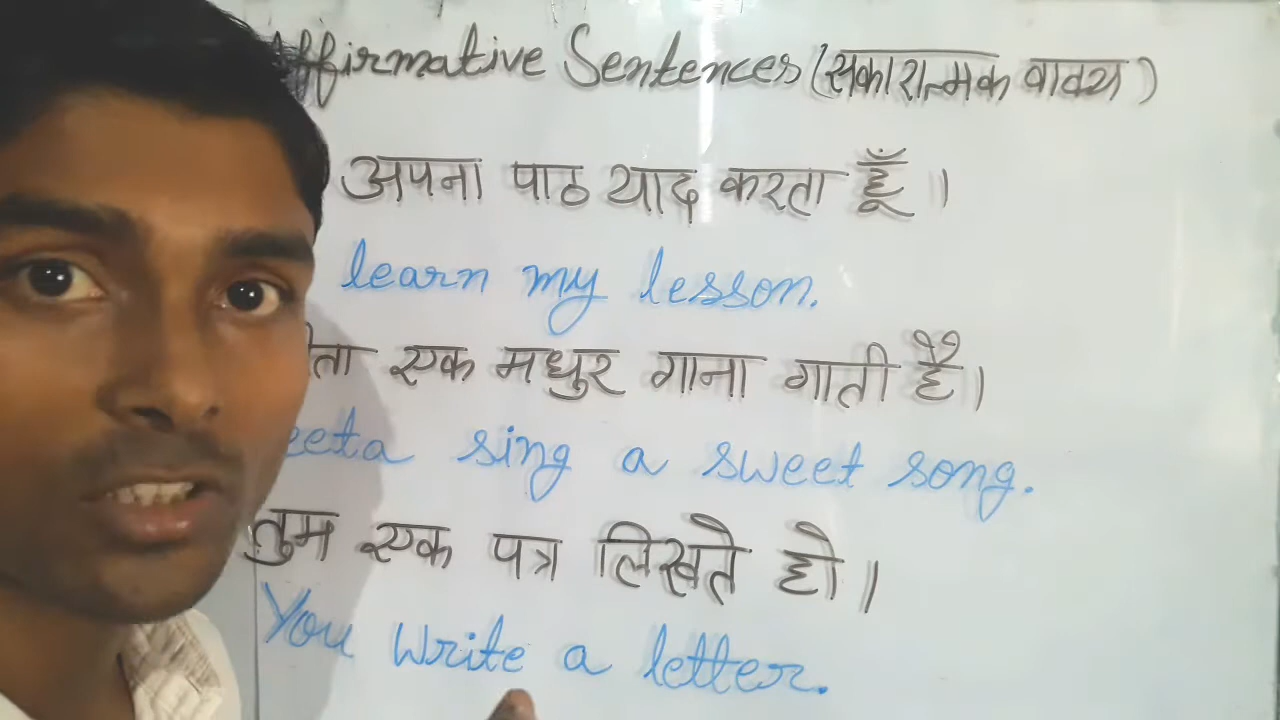 Affirmative Sentences (सकारात्मक वाक्य)
अपना पाठ याद करता हूँ।
learn my lesson.
एक मधुर गाना गाती है।
sing a sweet song.
तुम एक पत्र लिखते हो।
You write a letter.